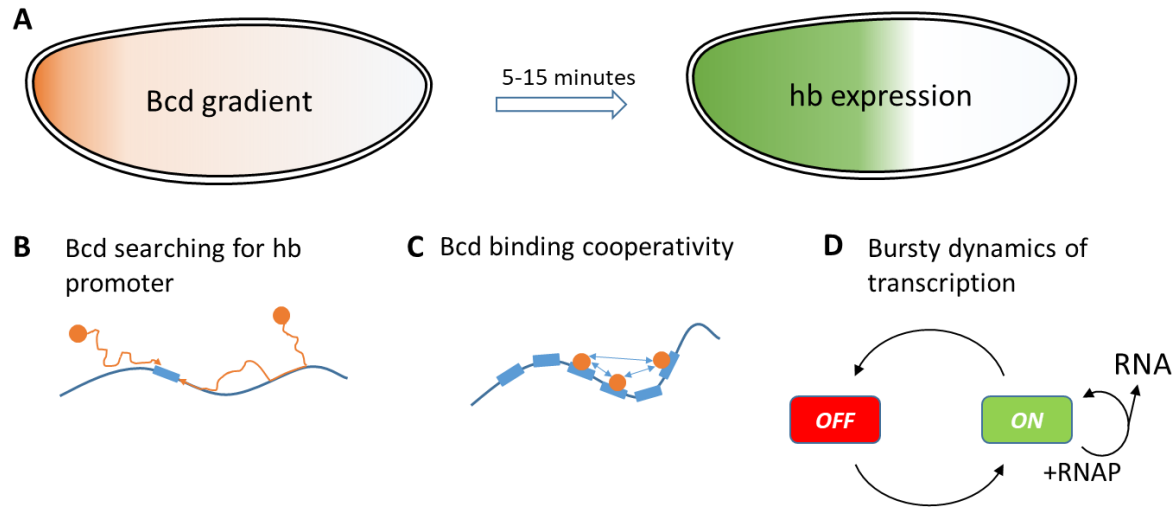 A
Bcd gradient
5-15 minutes
hb expression
B Bcd searching for hb
promoter
C Bcd binding cooperativity
D Bursty dynamics of
transcription
OFF
ON
RNA
+RNAP